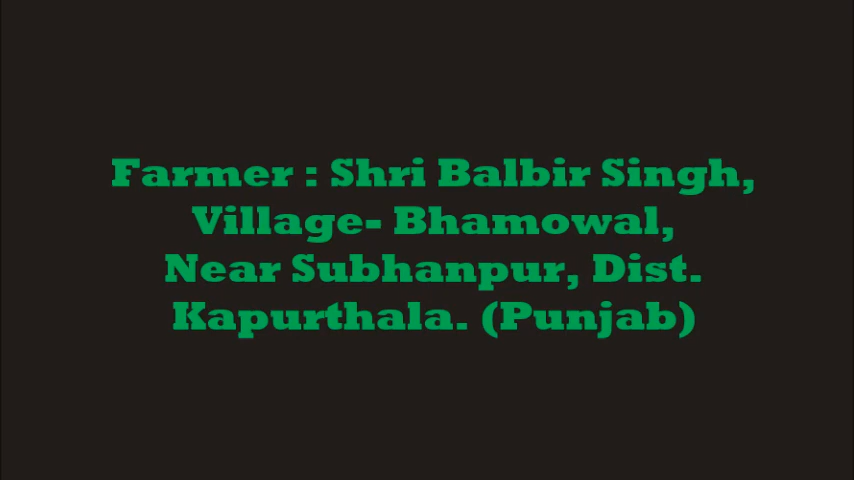 Farmer : Shri Balbir Singh,
Village- Bhamowal,
Near Subhanpur, Dist.
Kapurthala. (Punjab)